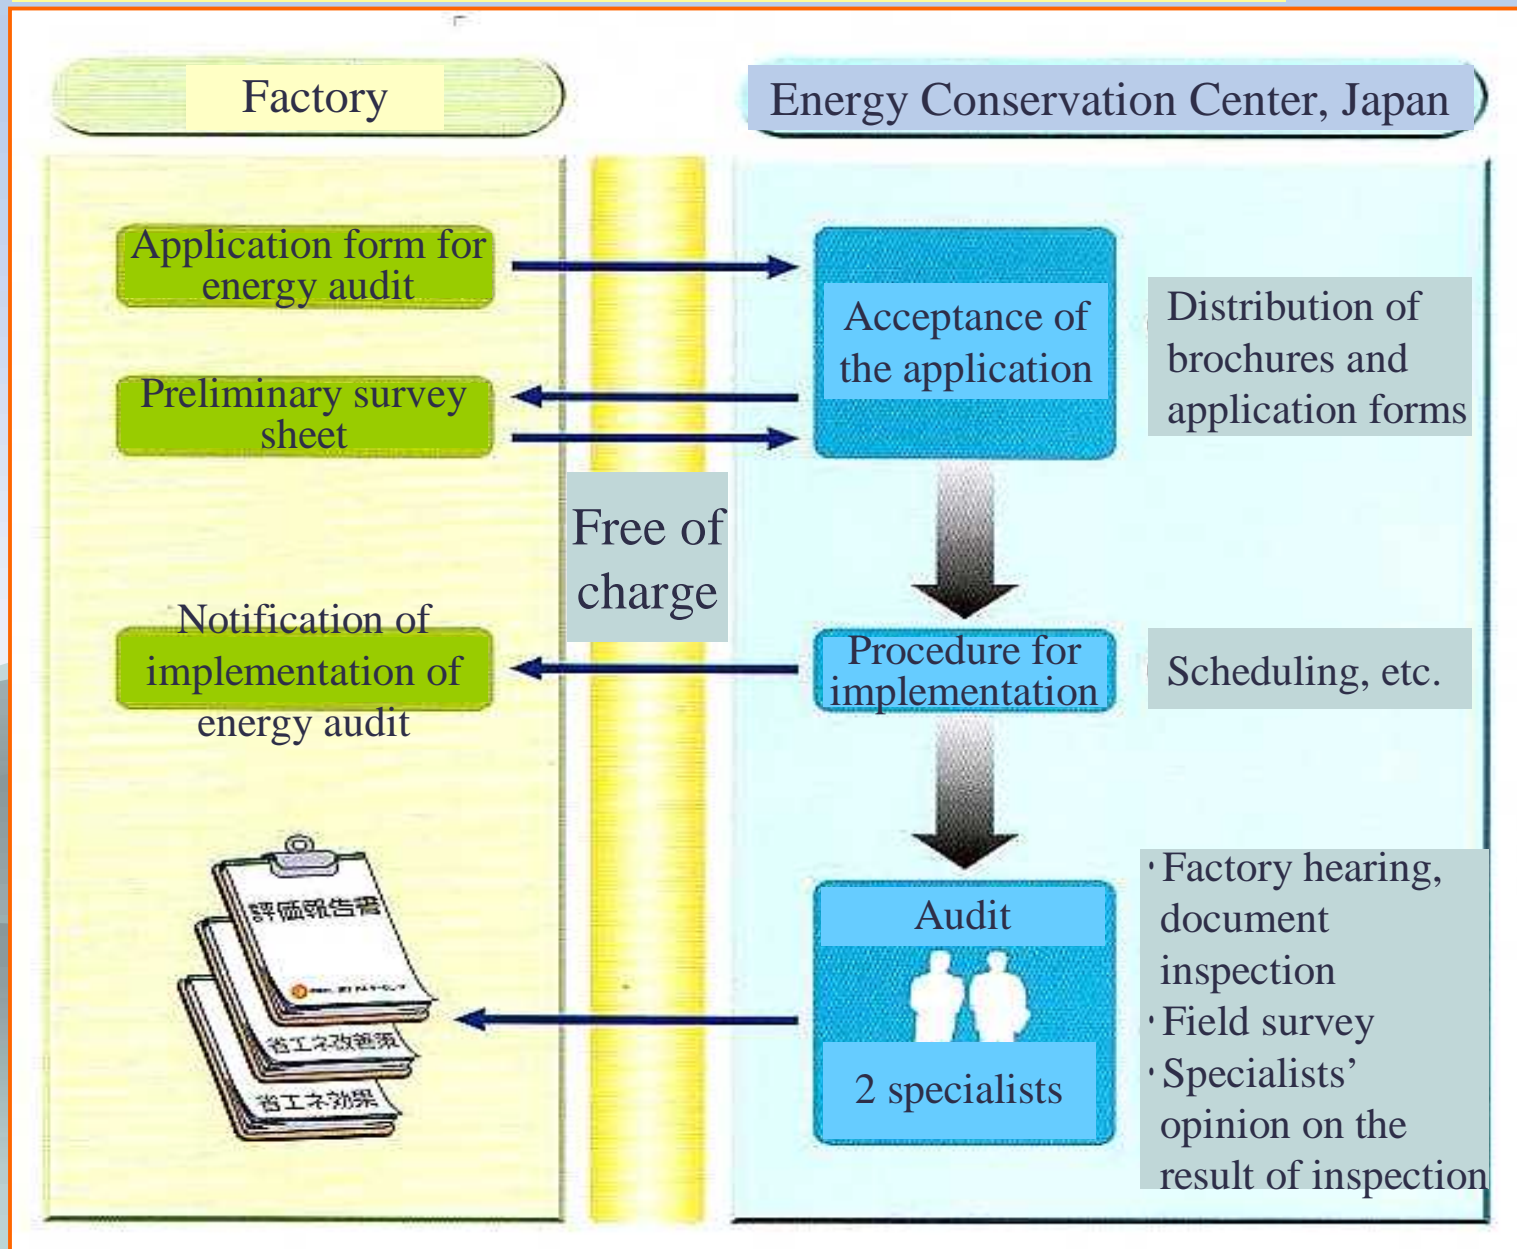 Factory
Energy Conservation Center, Japan
Application form for
energy audit
Acceptance of
the application
Distribution of
brochures and
application forms
Preliminary survey
sheet
Free of
charge
Notification of
implementation of
energy audit
Procedure for
implementation
Scheduling, etc.
評価報告書
省エネ改善策
省エネ効果
Audit
2 specialists
・Factory hearing,
document
inspection
・Field survey
・Specialists’
opinion on the
result of inspection